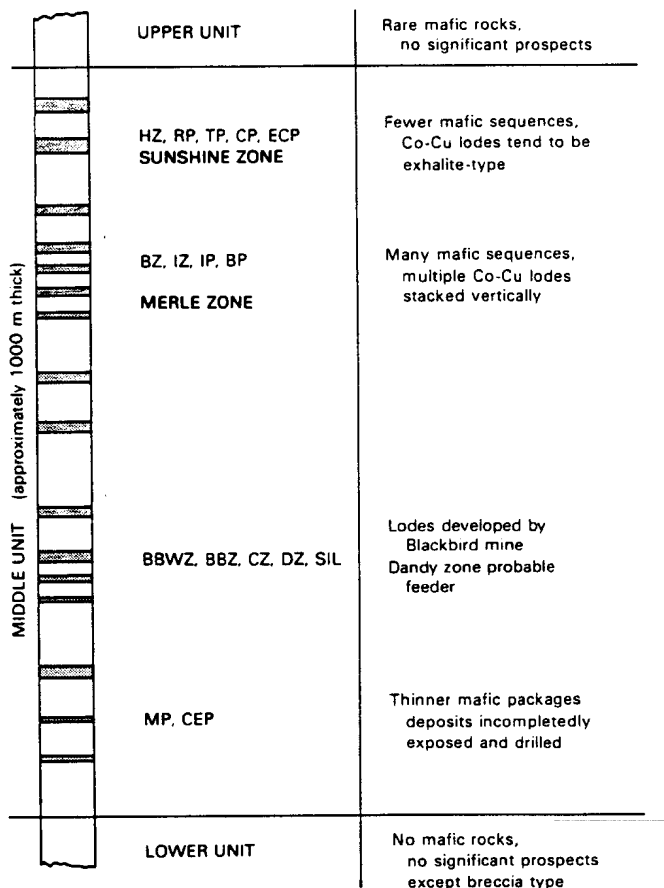 UPPER UNIT
Rare mafic rocks,
no significant prospects
HZ, RP, TP, CP, ECP
SUNSHINE ZONE
Fewer mafic sequences,
Co-Cu lodes tend to be
exhalite-type
BZ, IZ, IP, BP
MERLE ZONE
Many mafic sequences,
multiple Co-Cu lodes
stacked vertically
MIDDLE UNIT (approximately 1000 m thick)
BBWZ, BBZ, CZ, DZ, SIL
Lodes developed by
Blackbird mine
Dandy zone probable
feeder
MP, CEP
Thinner mafic packages
deposits incompletedly
exposed and drilled
LOWER UNIT
No mafic rocks,
no significant prospects
except breccia type